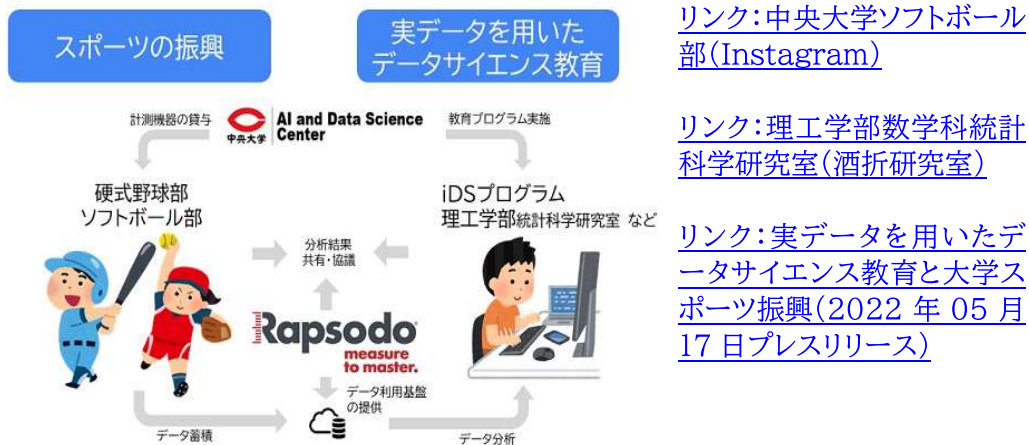 スポーツの振興
実データを用いた
データサイエンス教育
計測機器の貸与
中央大学
AI and Data Science
Center
教育プログラム実施
硬式野球部
ソフトボール部
iDSプログラム
理工学部統計科学研究室 など
分析結果
共有・協議
Rapsodo
measure
to master.
データ利用基盤
の提供
データ蓄積
データ分析
リンク：中央大学ソフトボール
部（Instagram）
リンク：理工学部数学科統計
科学研究室（酒折研究室）
リンク：実データを用いたデ
ータサイエンス教育と大学ス
ポーツ振興（2022 年 05 月
17 日プレスリリース）